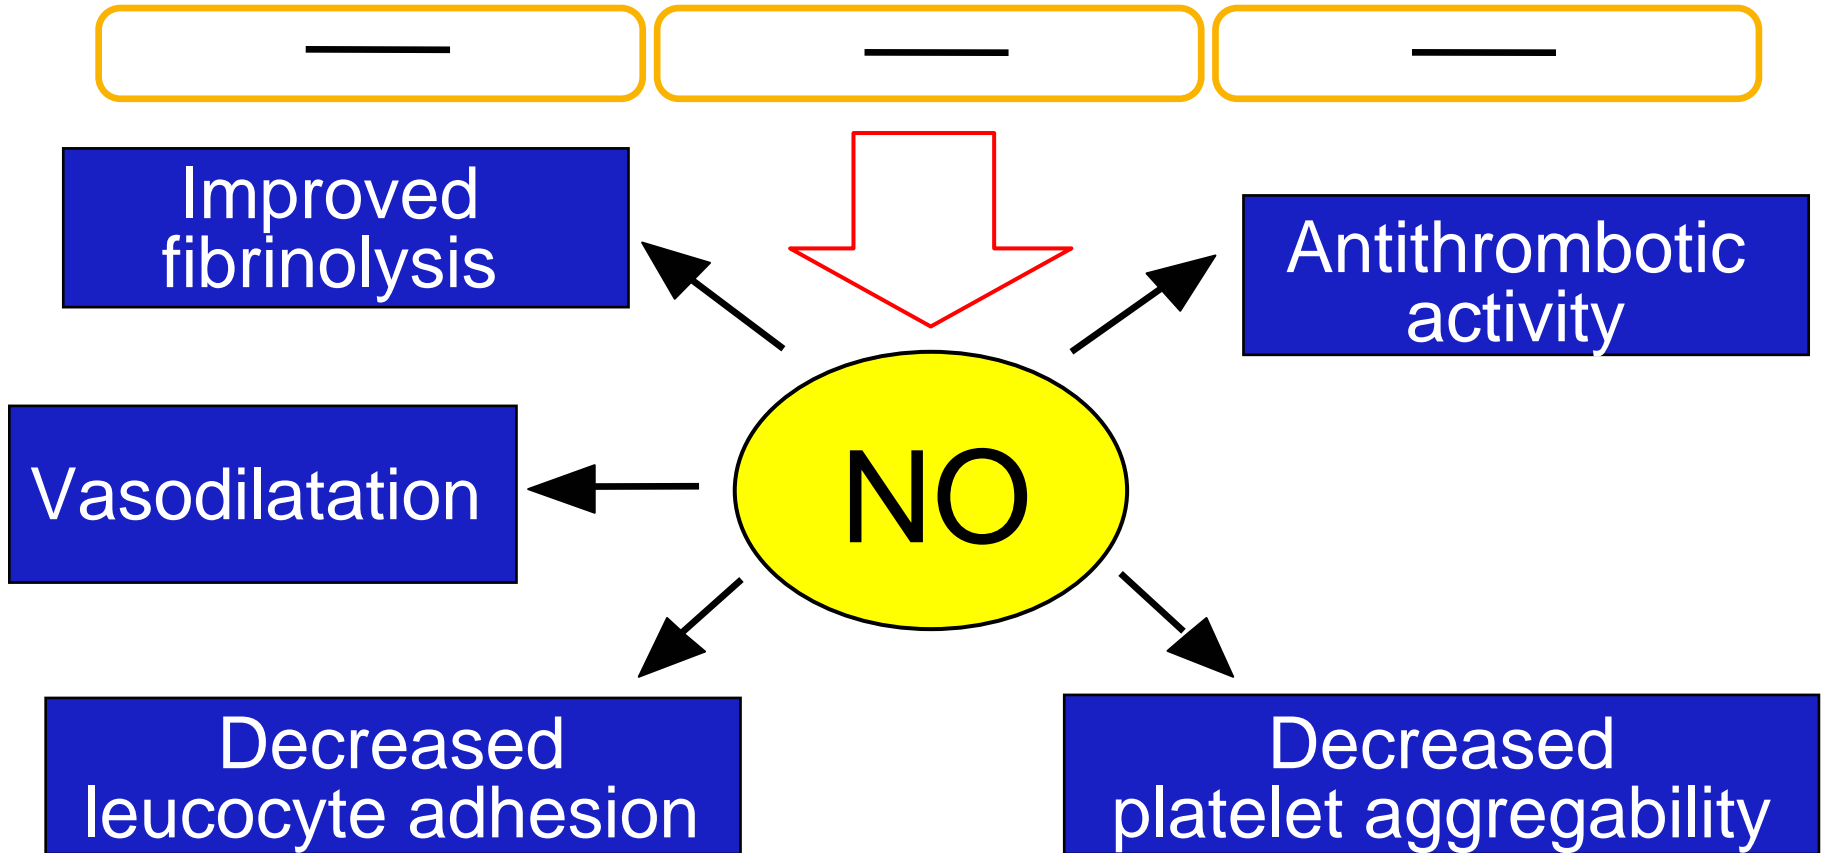 Improved
fibrinolysis
Antithrombotic
activity
NO
Vasodilatation
Decreased
leucocyte adhesion
Decreased
platelet aggregability